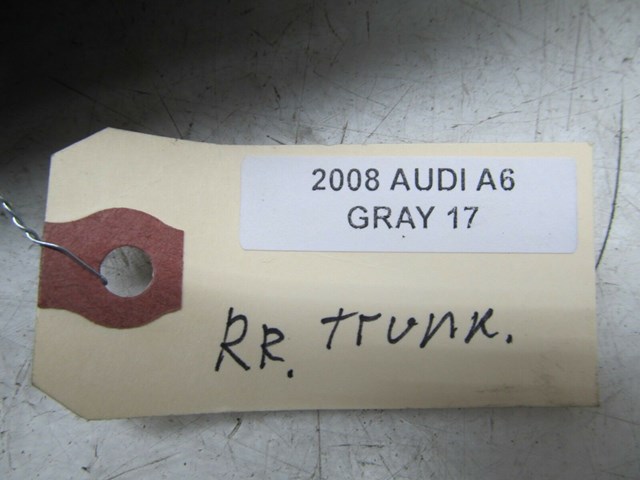 2008 AUDI A6
GRAY 17
RR. trunk.